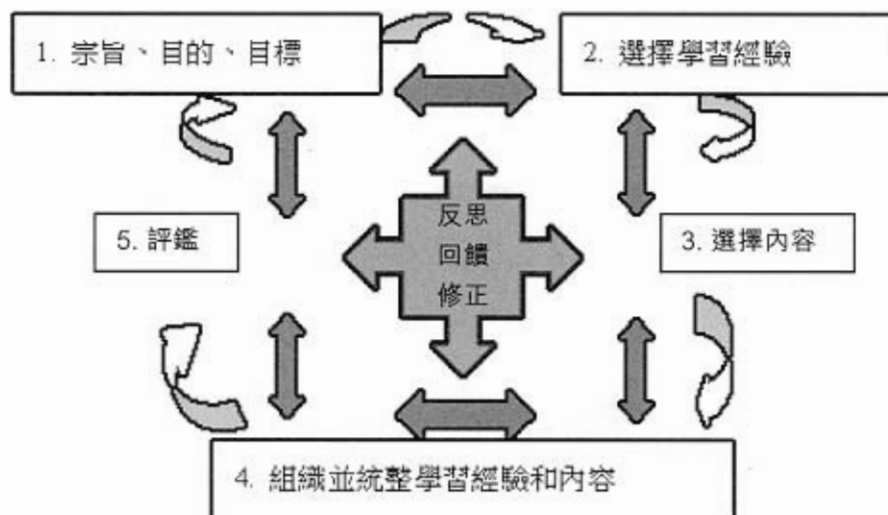 1. 宗旨、目的、目標
2. 選擇學習經驗
反思
回饋
修正
5. 評鑑
3. 選擇內容
4. 組織並統整學習經驗和內容